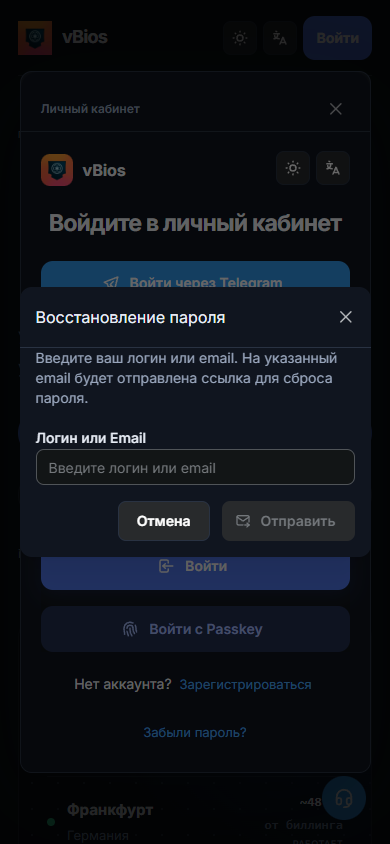 vBios
Войти
Личный кабинет
vBios
Войдите в личный кабинет
Войти через Telegram
Восстановление пароля
Введите ваш логин или email. На указанный
email будет отправлена ссылка для сброса
пароля.
Логин или Email
Введите логин или email
Отмена
Отправить
Войти
Войти с Passkey
Нет аккаунта? Зарегистрироваться
Забыли пароль?
Франкфурт
~48
от биллинга
Германия